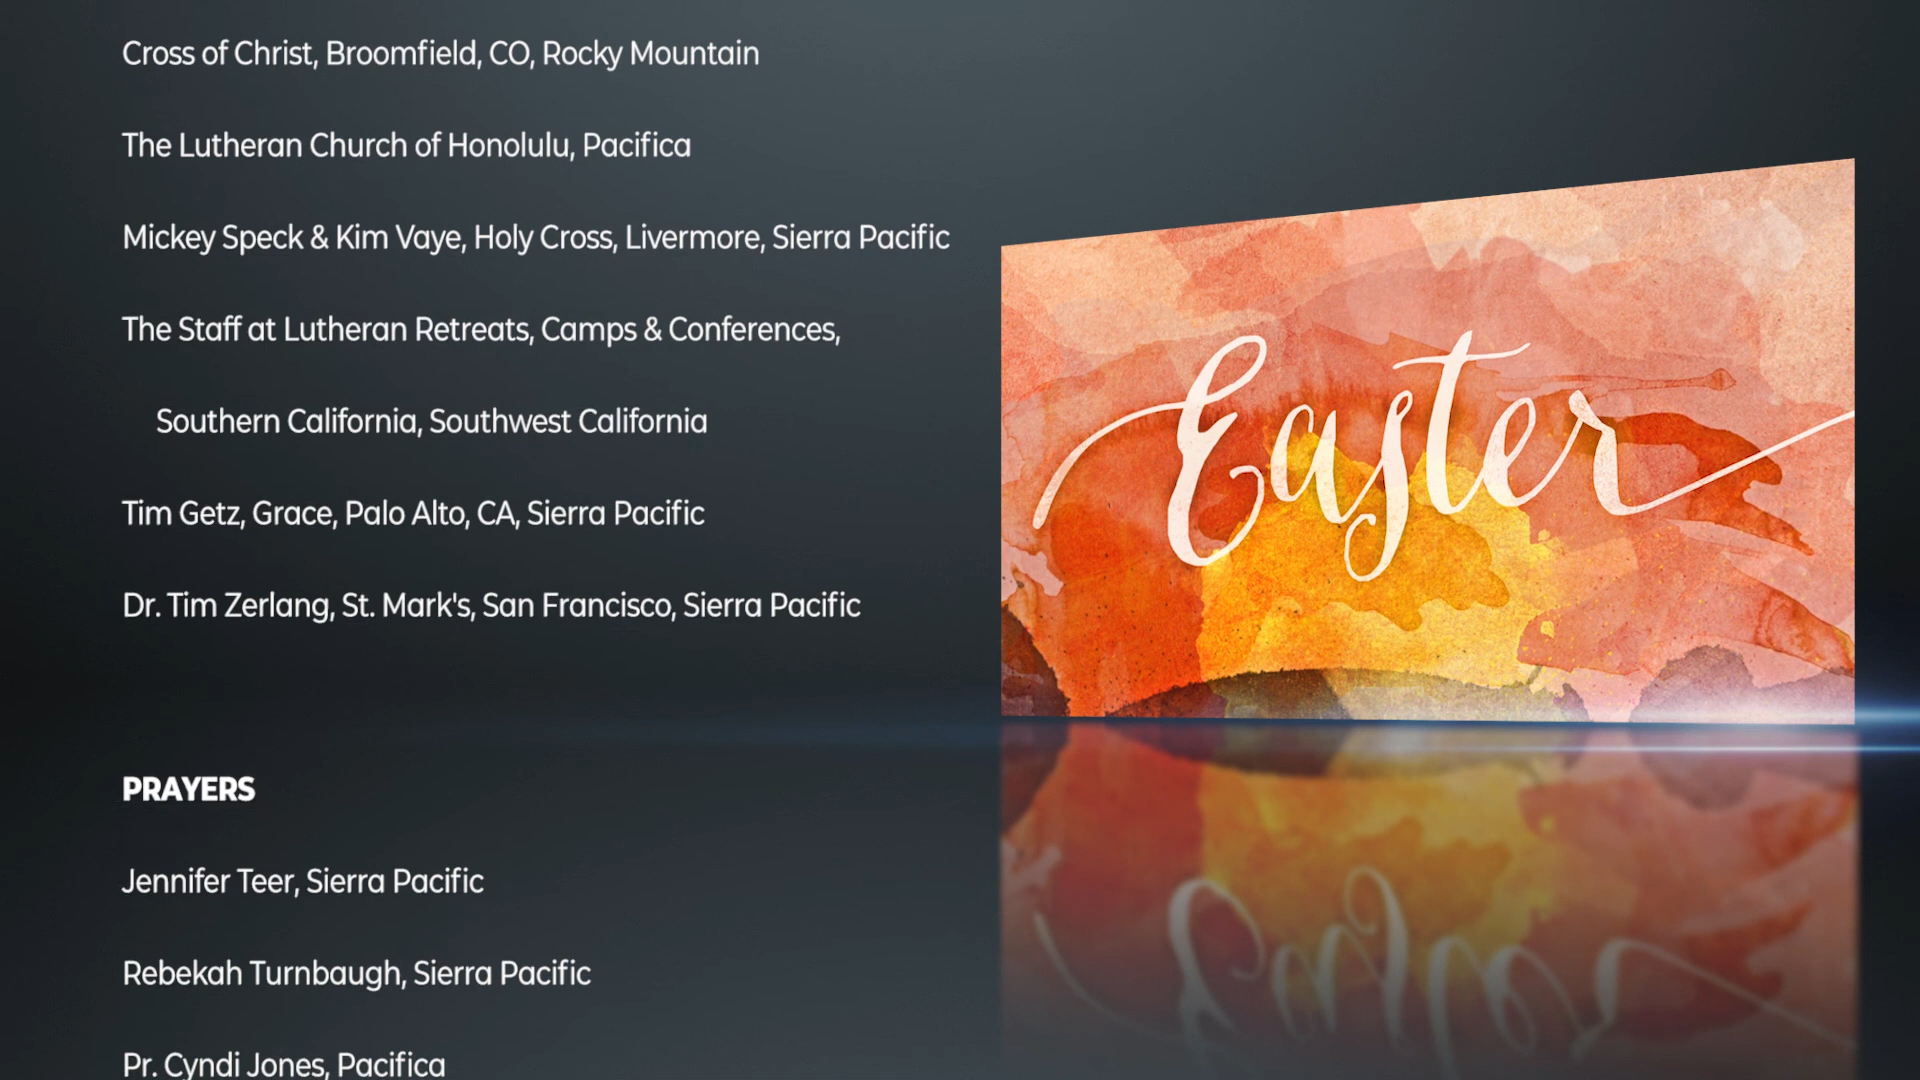 Cross of Christ, Broomfield, CO, Rocky Mountain
The Lutheran Church of Honolulu, Pacifica
Mickey Speck & Kim Vaye, Holy Cross, Livermore, Sierra Pacific
The Staff at Lutheran Retreats, Camps & Conferences,
Southern California, Southwest California
Tim Getz, Grace, Palo Alto, CA, Sierra Pacific
Dr. Tim Zerlang, St. Mark's, San Francisco, Sierra Pacific
PRAYERS
Jennifer Teer, Sierra Pacific
Rebekah Turnbaugh, Sierra Pacific
Pr. Cyndi Jones, Pacifica
Easter